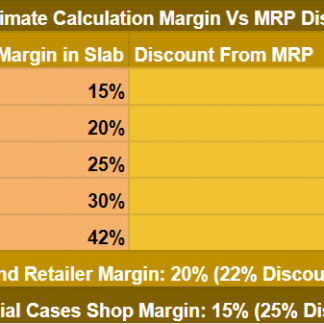 imate Calculation Margin Vs MRP Dis
Margin in Slab Discount From MRP
15%
20%
25%
30%
42%
nd Retailer Margin: 20% (22% Discou
ial Cases Shop Margin: 15% (25% Dis